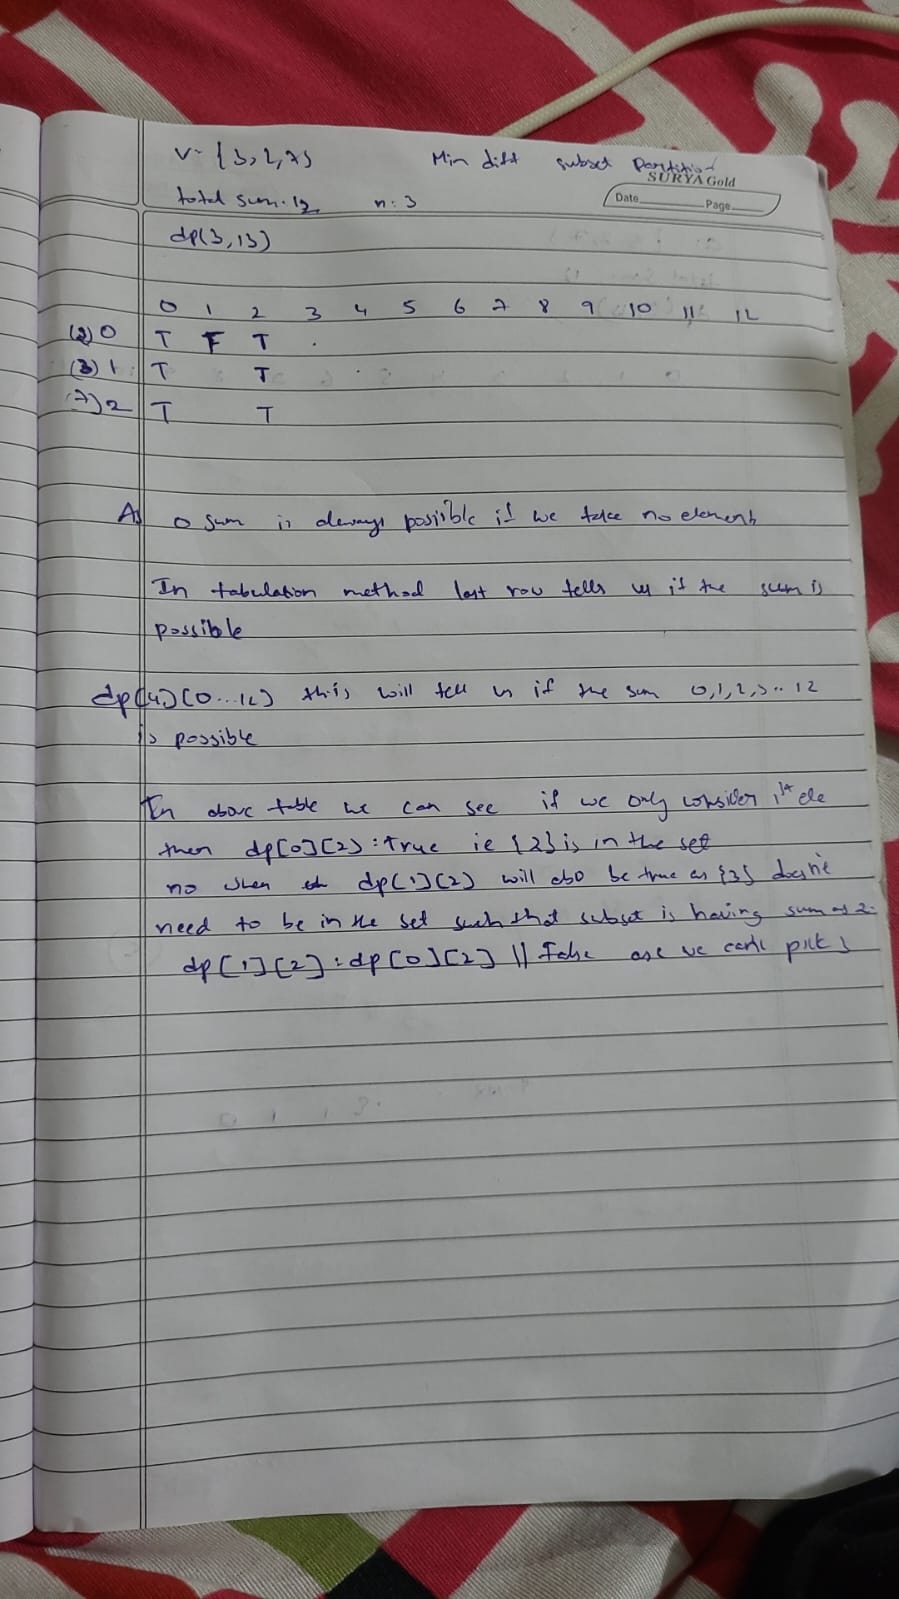 v = {3, 2, 7} Min diff subset Partition
SURYA Gold
total sum = 12 n = 3
Date Page
dp(3, 13)
0 1 2 3 4 5 6 7 8 9 10 11 12
(2) 0 T F T
(3) 1 T T
(7) 2 T T
As 0 sum is always possible if we take no element
In tabulation method last row tells us if the sum is
possible
dp[4][0...12] this will tell us if the sum 0,1,2,3..12
is possible
In above table we can see if we only consider 1st ele
then dp[0][2] = True ie {2} is in the set
no when dp[1][2] will also be true as {3} doesn't
need to be in the set such that subset is having sum as 2.
dp[1][2] = dp[0][2] || False we can't pick 3